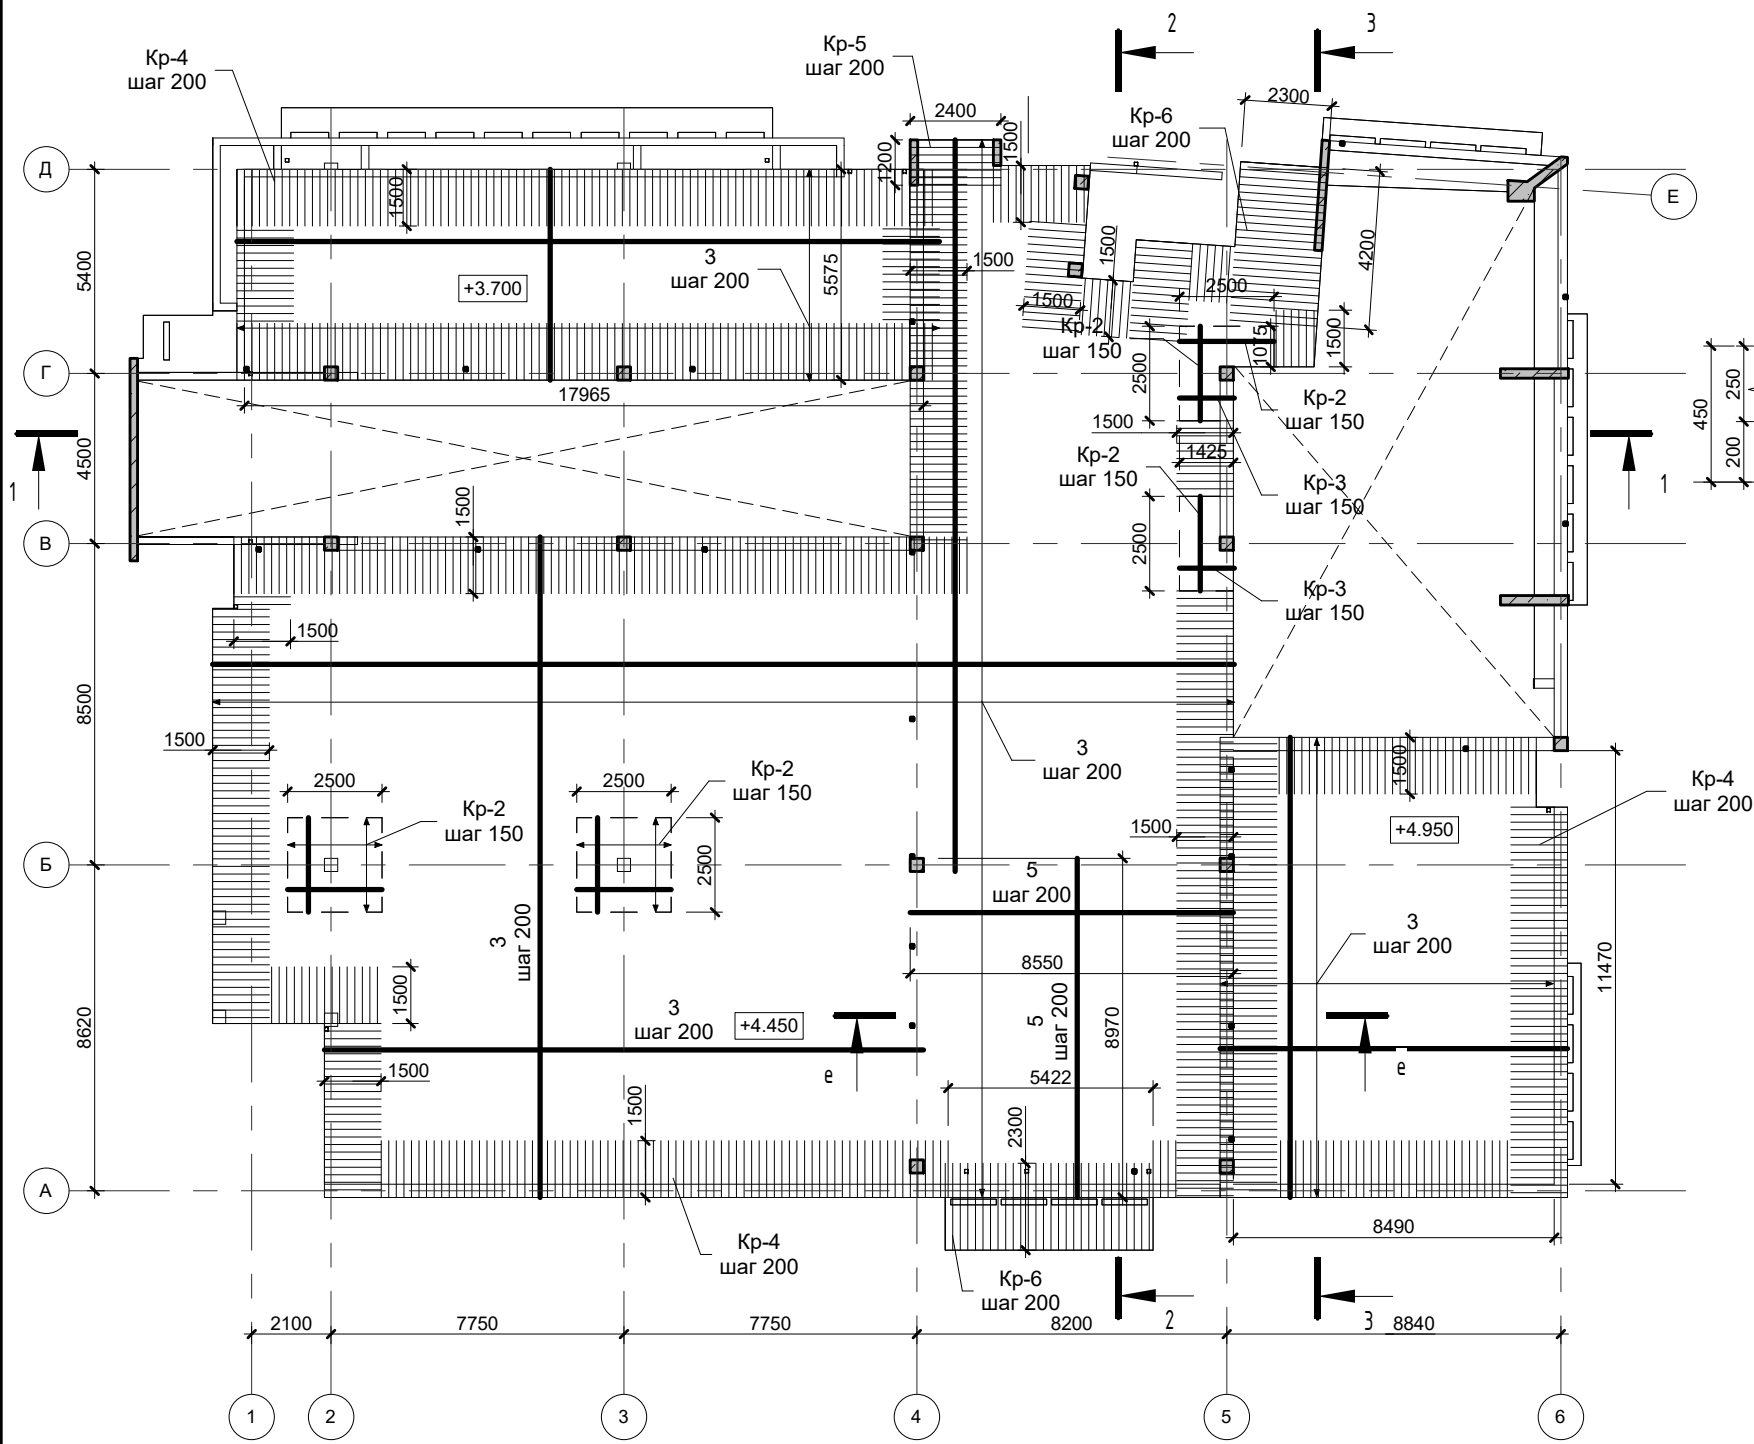 2
3
Кр-4
шаг 200
Кр-5
шаг 200
2400
1500
Кр-6
шаг 200
2300
Д
1200
1500
Е
5400
3
шаг 200
5575
+3.700
1500
1500
1500
2500
4200
Кр-2
шаг 150
1075
1500
Г
17965
2500
Кр-2
шаг 150
450
250
200
1
4500
1500
1425
Кр-2
шаг 150
Кр-3
шаг 150
1
1500
В
2500
Кр-3
шаг 150
1500
8500
1500
3
шаг 200
2500
Кр-2
шаг 150
2500
Кр-2
шаг 150
1500
Кр-4
шаг 200
1500
+4.950
Б
2500
5
шаг 200
3
шаг 200
3
шаг 200
8550
11470
1500
8620
3
шаг 200
+4.450
5
шаг 200
8970
е
е
1500
5422
1500
2300
А
Кр-4
шаг 200
Кр-6
шаг 200
8490
2
3
2100
7750
7750
8200
8840
1
2
3
4
5
6